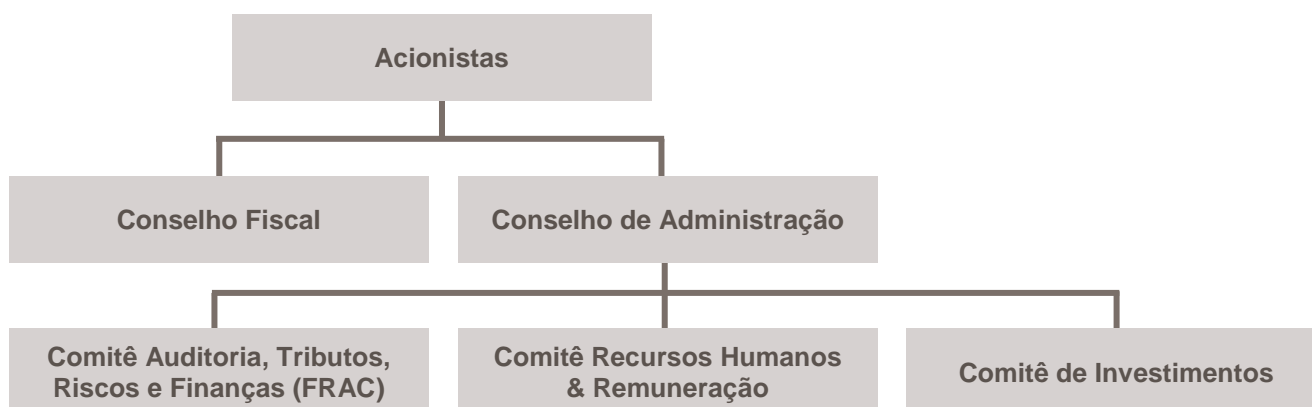 Acionistas
Conselho Fiscal
Conselho de Administração
Comitê Auditoria, Tributos,
Riscos e Finanças (FRAC)
Comitê Recursos Humanos
& Remuneração
Comitê de Investimentos